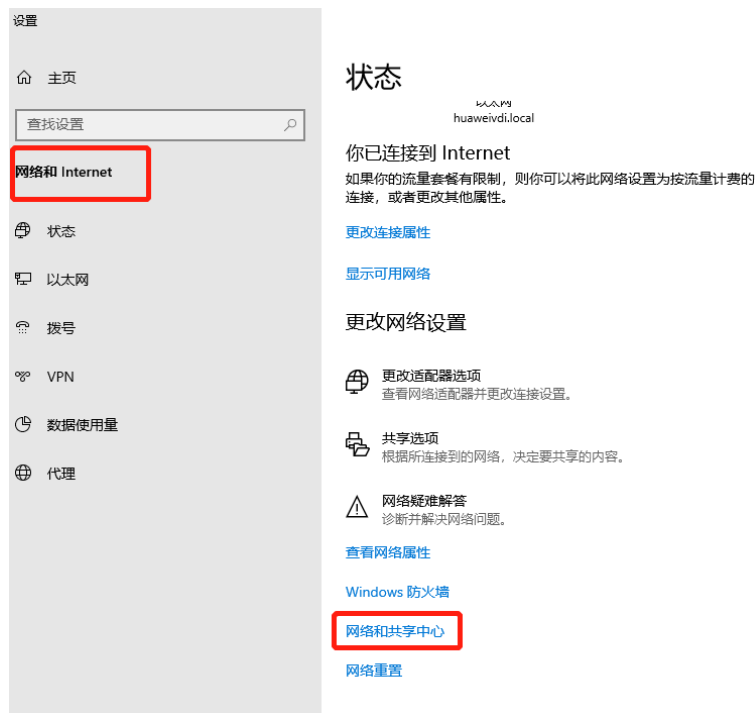 设置
主页
查找设置
网络和 Internet
状态
以太网
拨号
VPN
数据使用量
代理
状态
以太网
huaweivdi.local
你已连接到 Internet
如果你的流量套餐有限制，则你可以将此网络设置为按流量计费的
连接，或者更改其他属性。
更改连接属性
显示可用网络
更改网络设置
更改适配器选项
查看网络适配器并更改连接设置。
共享选项
根据所连接到的网络，决定要共享的内容。
网络疑难解答
诊断并解决网络问题。
查看网络属性
Windows 防火墙
网络和共享中心
网络重置